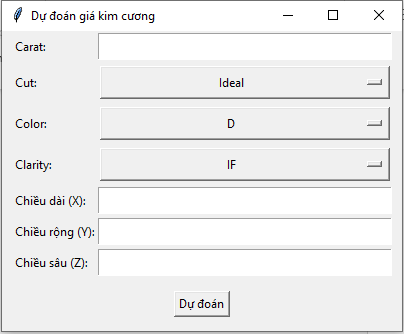 Dự đoán giá kim cương
Carat:
Cut: Ideal
Color: D
Clarity: IF
Chiều dài (X):
Chiều rộng (Y):
Chiều sâu (Z):
Dự đoán